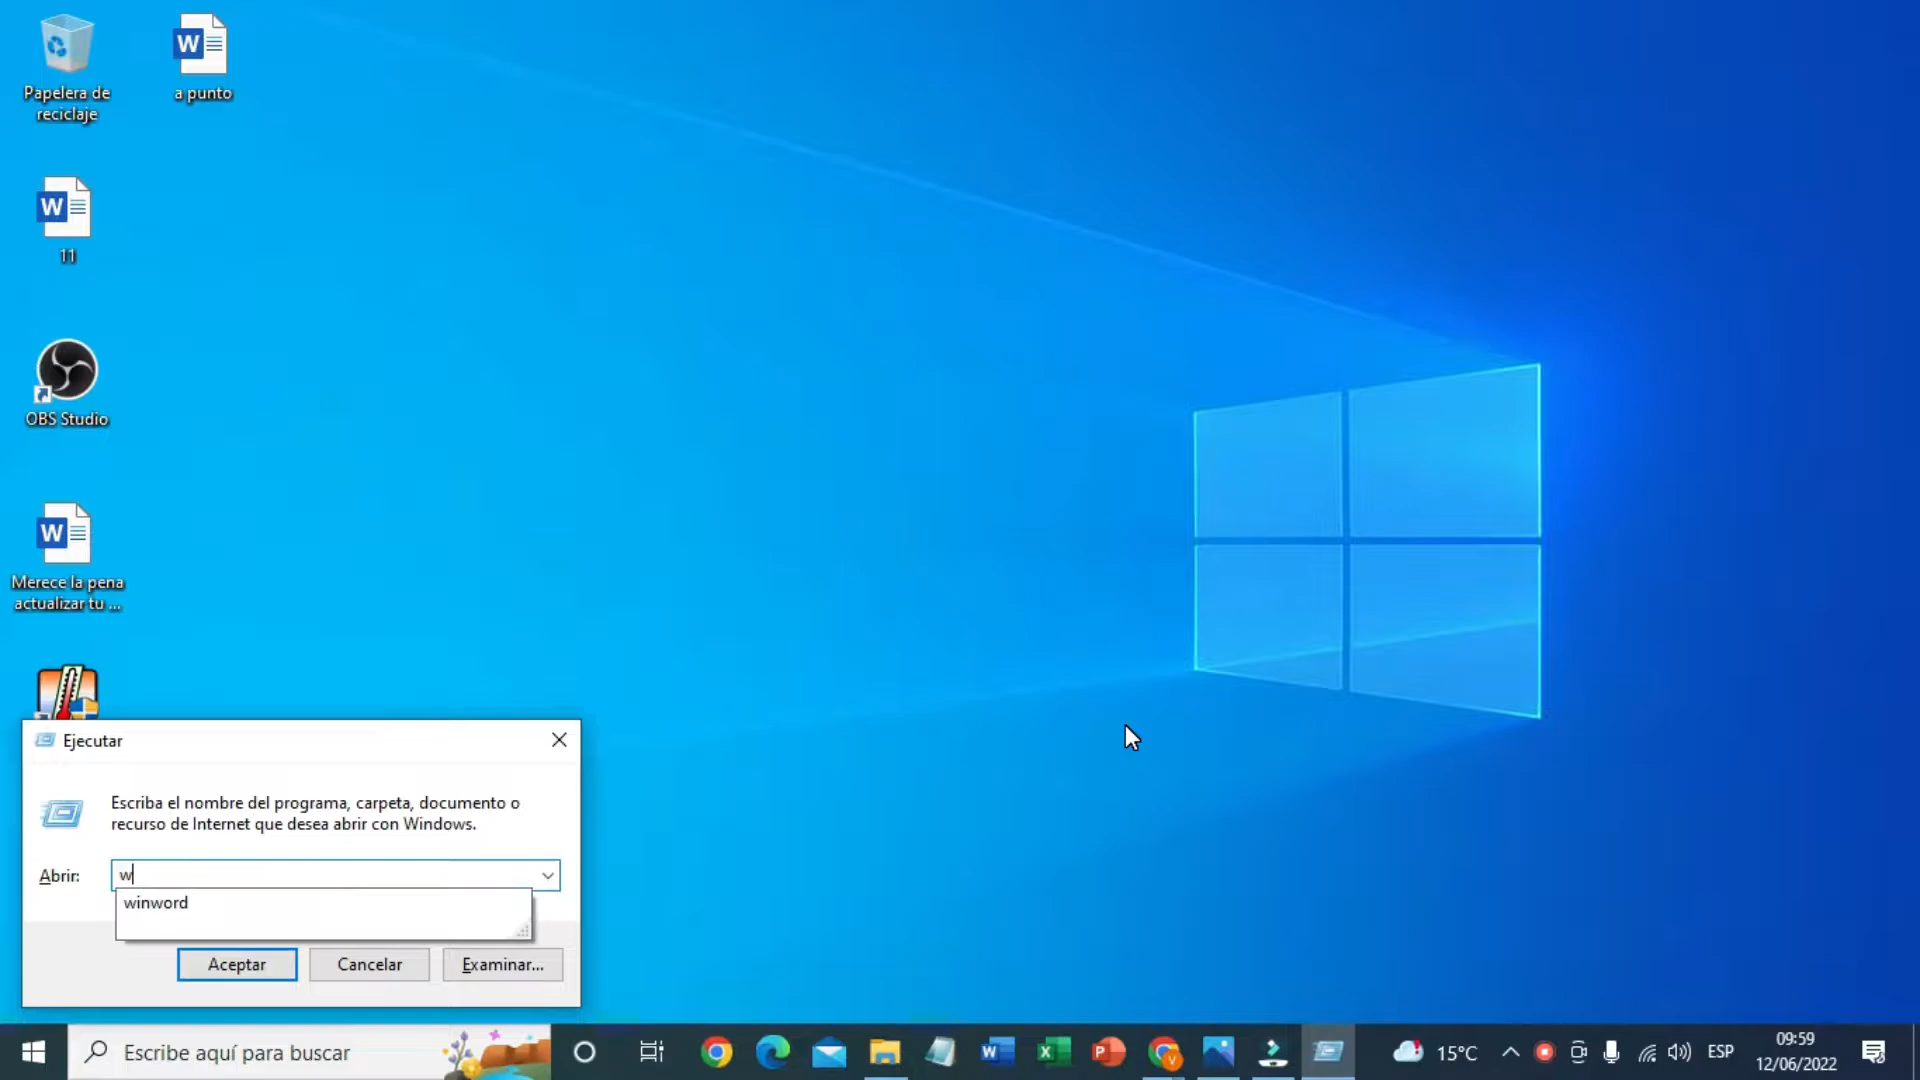 Papelera de
reciclaje
a punto
11
OBS Studio
Merece la pena
actualizar tu ...
Ejecutar
Escriba el nombre del programa, carpeta, documento o
recurso de Internet que desea abrir con Windows.
Abrir:
w
winword
Aceptar
Cancelar
Examinar...
Escribe aquí para buscar
15°C
ESP
09:59
12/06/2022